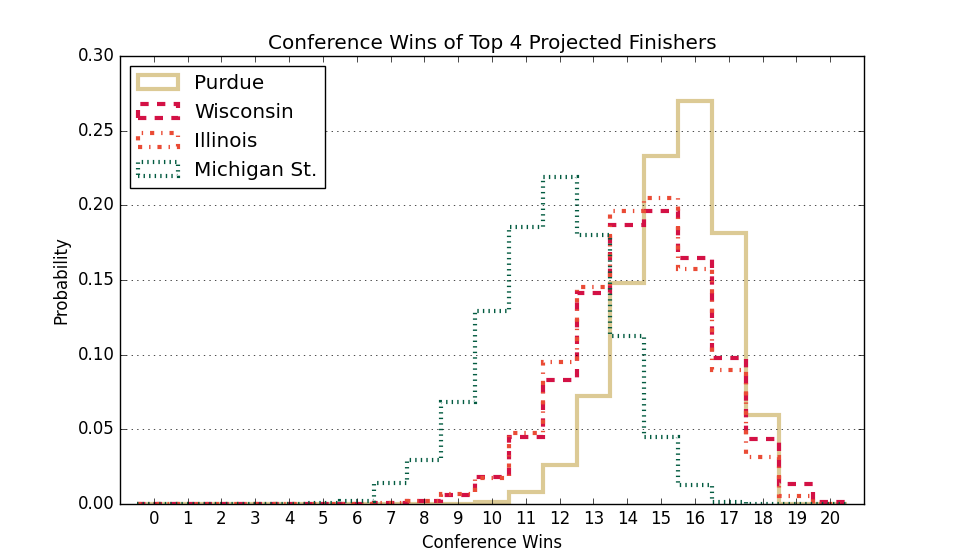 Conference Wins of Top 4 Projected Finishers
0.30
0.25
0.20
0.15
0.10
0.05
0.00
Probability
Purdue
Wisconsin
Illinois
Michigan St.
0 1 2 3 4 5 6 7 8 9 10 11 12 13 14 15 16 17 18 19 20
Conference Wins